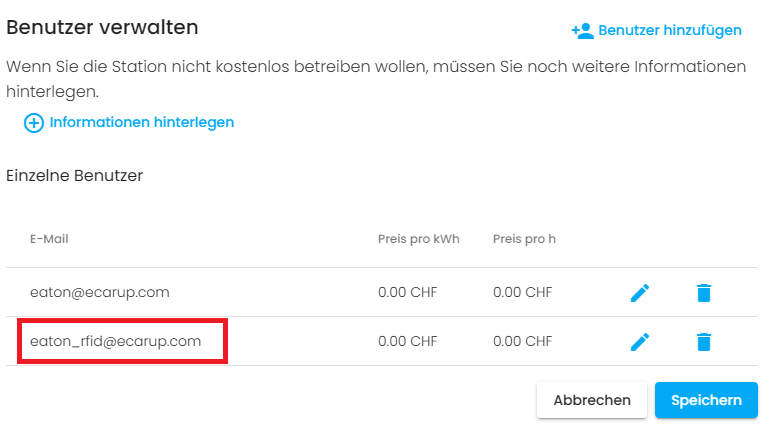 Benutzer verwalten
Benutzer hinzufügen
Wenn Sie die Station nicht kostenlos betreiben wollen, müssen Sie noch weitere Informationen
hinterlegen.
Informationen hinterlegen
Einzelne Benutzer
E-Mail Preis pro kWh Preis pro h
eaton@ecarup.com 0.00 CHF 0.00 CHF
eaton_rfid@ecarup.com 0.00 CHF 0.00 CHF
Abbrechen Speichern